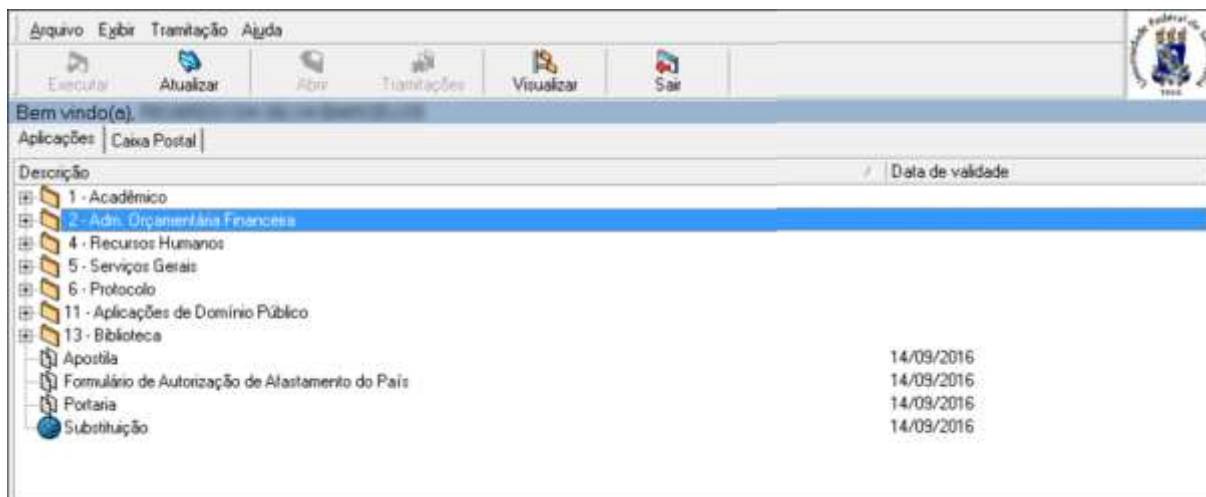 Arquivo Exibir Tramitação Ajuda
Executar Atualizar Abrir Tramitações Visualizar Sair
Bem vindo(a),
Aplicações Caixa Postal
Descrição Data de validade
1 - Acadêmico
2 - Adm. Orçamentária Financeira
4 - Recursos Humanos
5 - Serviços Gerais
6 - Protocolo
11 - Aplicações de Domínio Público
13 - Biblioteca
Apostila 14/09/2016
Formulário de Autorização de Afastamento do País 14/09/2016
Portaria 14/09/2016
Substituição 14/09/2016